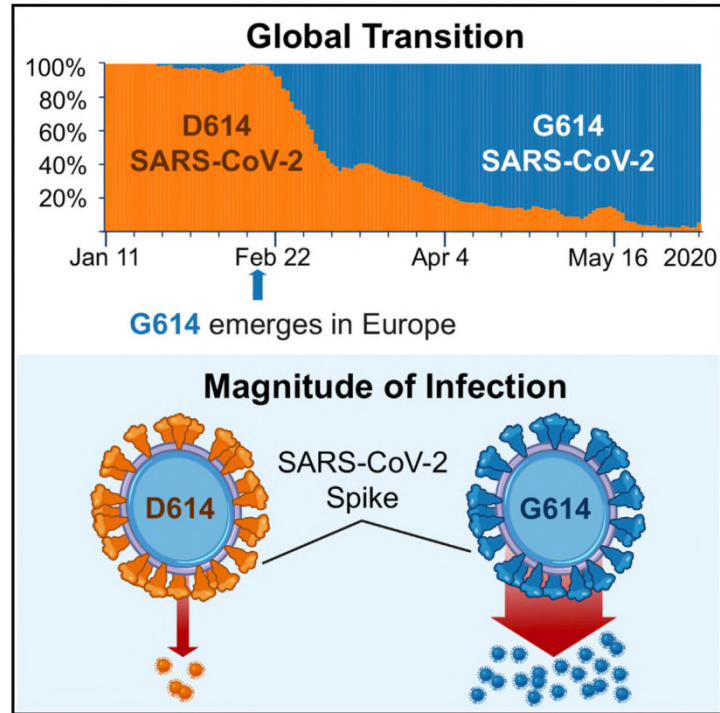 Global Transition
100%
80%
60%
40%
20%
D614
SARS-CoV-2
G614
SARS-CoV-2
Jan 11 Feb 22 Apr 4 May 16 2020
G614 emerges in Europe
Magnitude of Infection
SARS-CoV-2
Spike
D614
G614